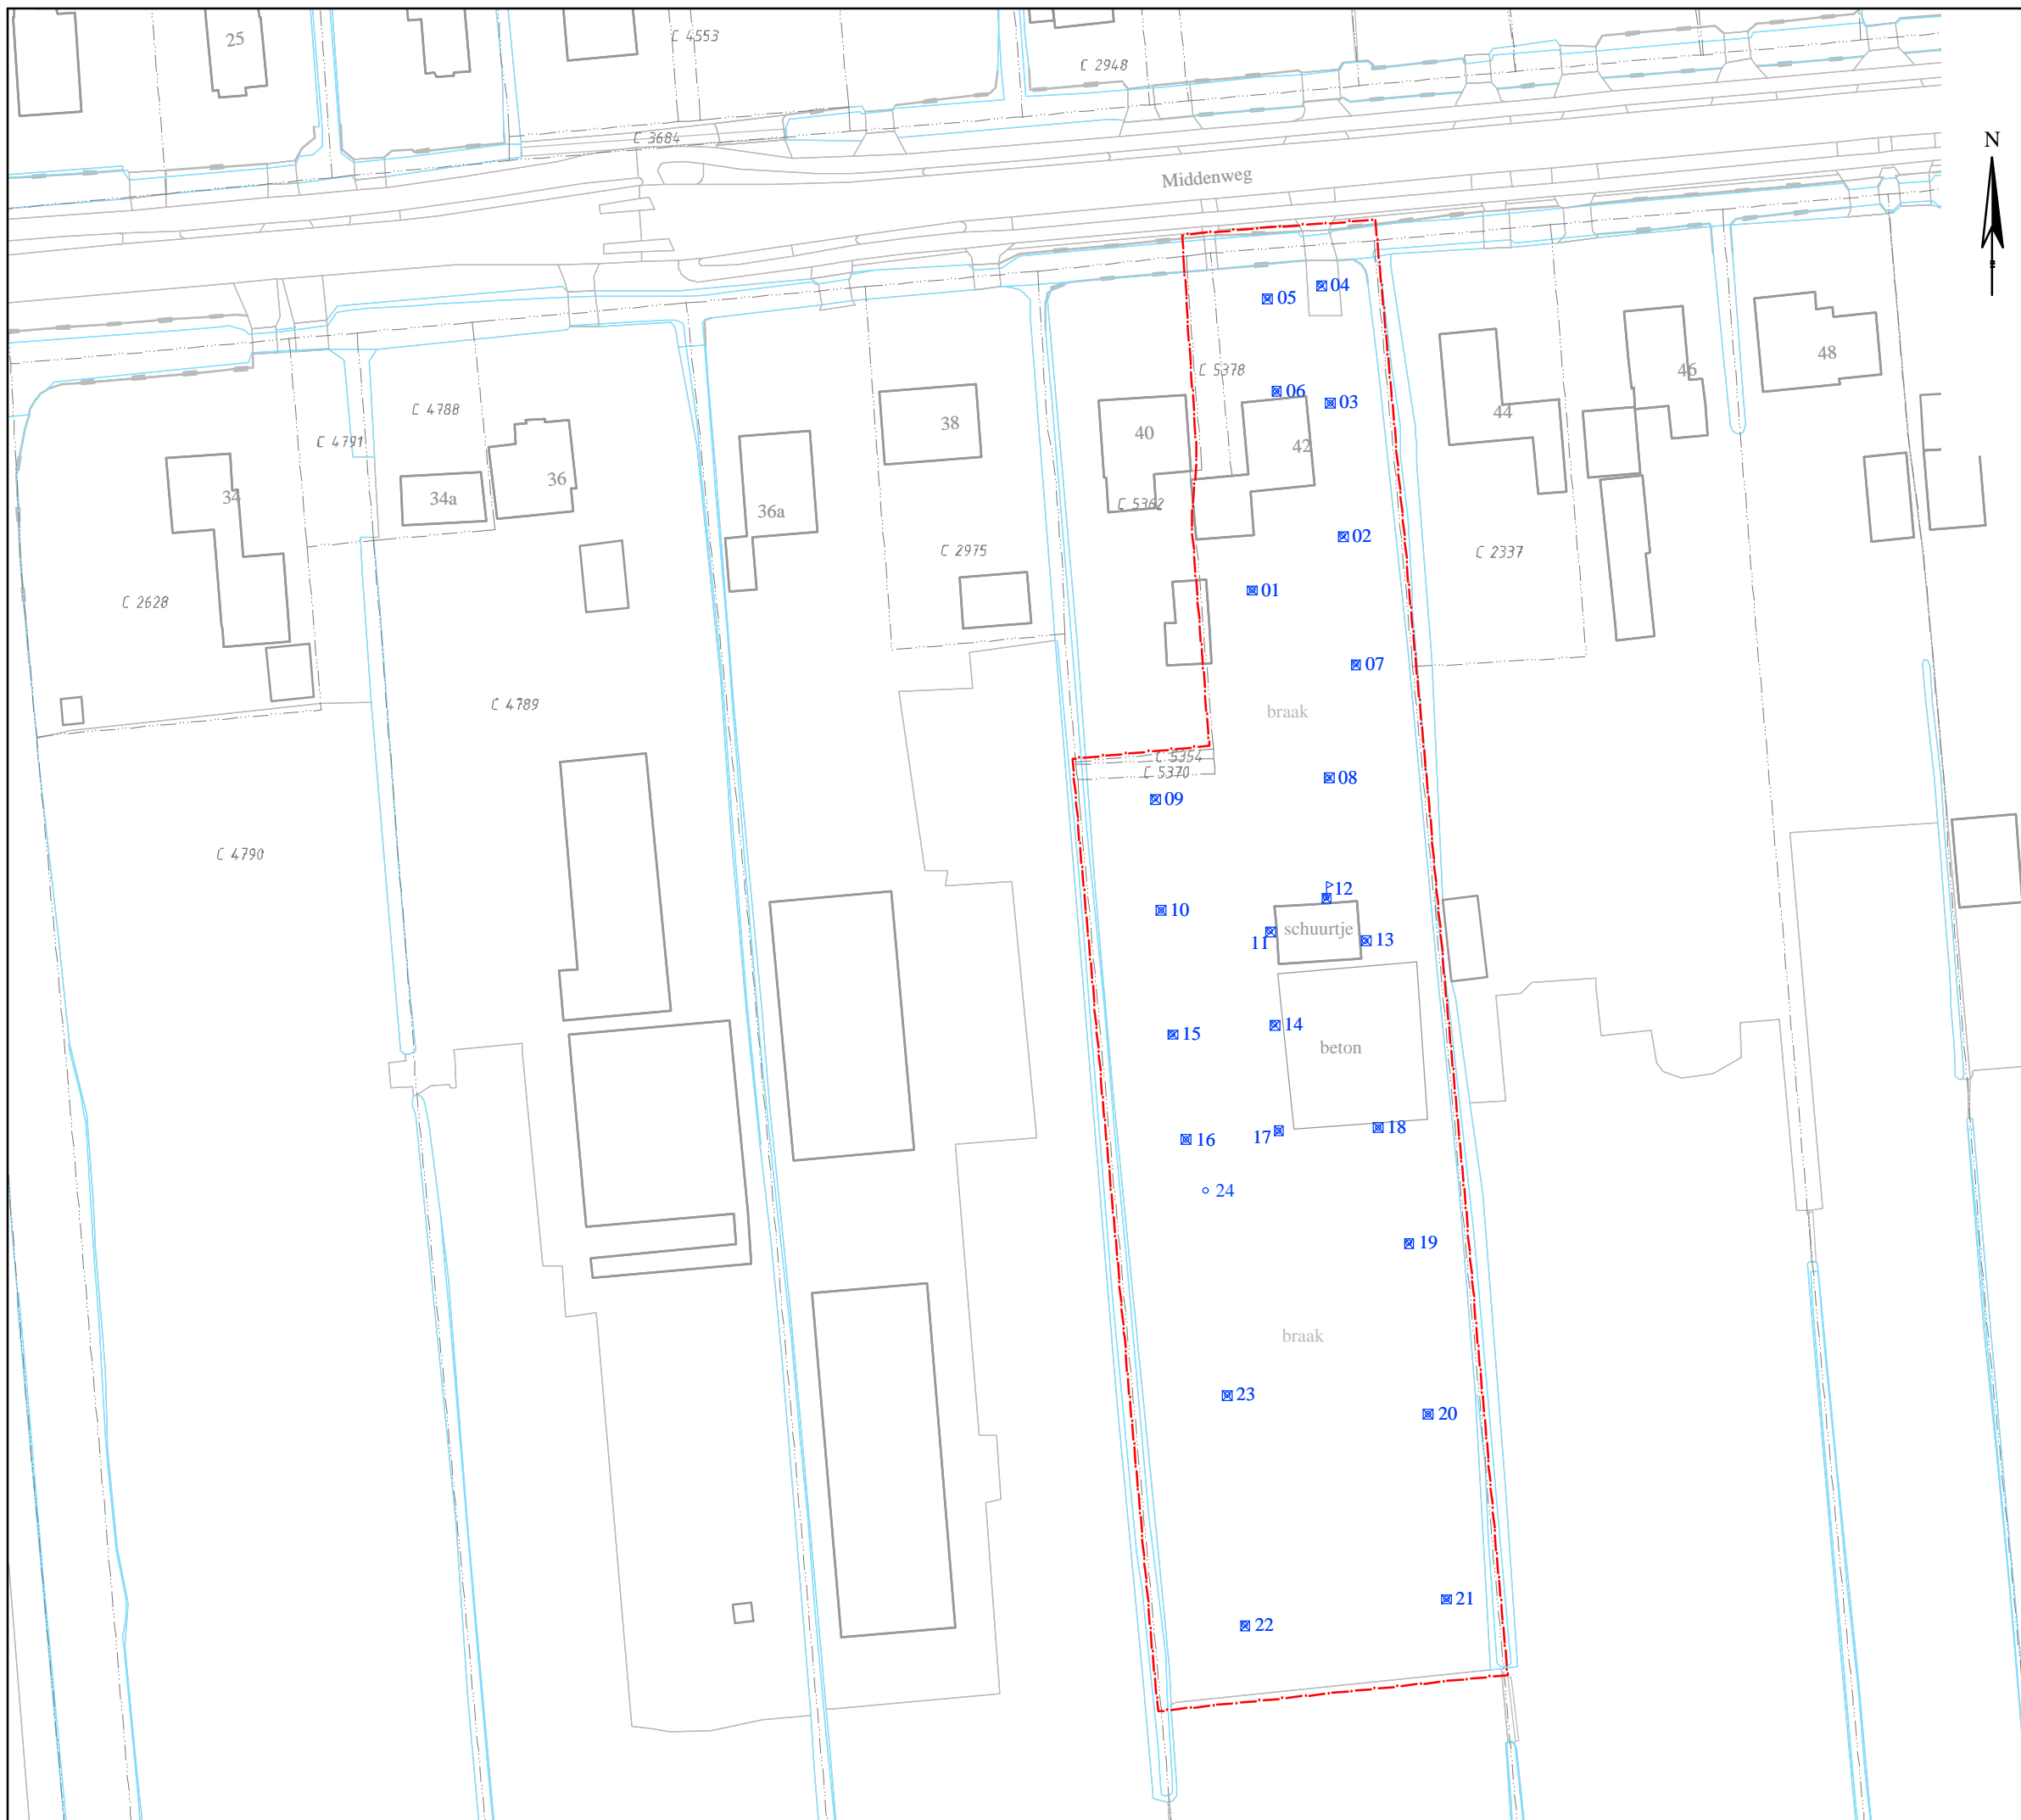 25
C 4553
C 2948
C 3684
N
Middenweg
04
05
C 5378
06
03
46
48
C 4788
44
C 4791
38
40
42
34
34a
36
C 5362
36a
02
C 2975
C 2337
01
C 2628
07
C 4789
braak
C 5354
C 5370
08
09
C 4790
12
10
schuurtje
11
13
15
14
beton
16
17
18
24
19
braak
23
20
21
22